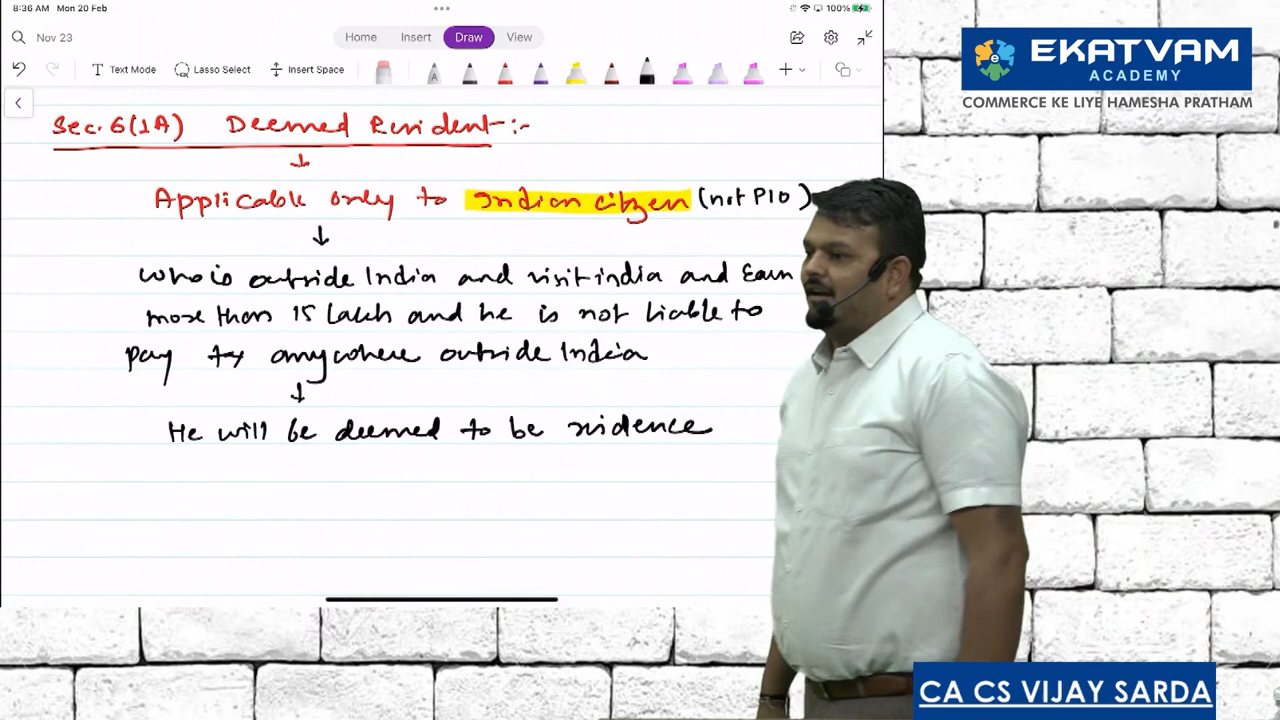 8:36 AM Mon 20 Feb
100%
Nov 23
Home Insert Draw View
Text Mode
Lasso Select
Insert Space
Sec. 6(1A) Deemed Resident :-
Applicable only to Indian citizen (not PIO)
who is outside India and visit india and Earn
more than 15 Lakh and he is not liable to
pay tx anywhere outside India
He will be deemed to be ridence
EKATVAM
ACADEMY
COMMERCE KE LIYE HAMESHA PRATHAM
CA CS VIJAY SARDA